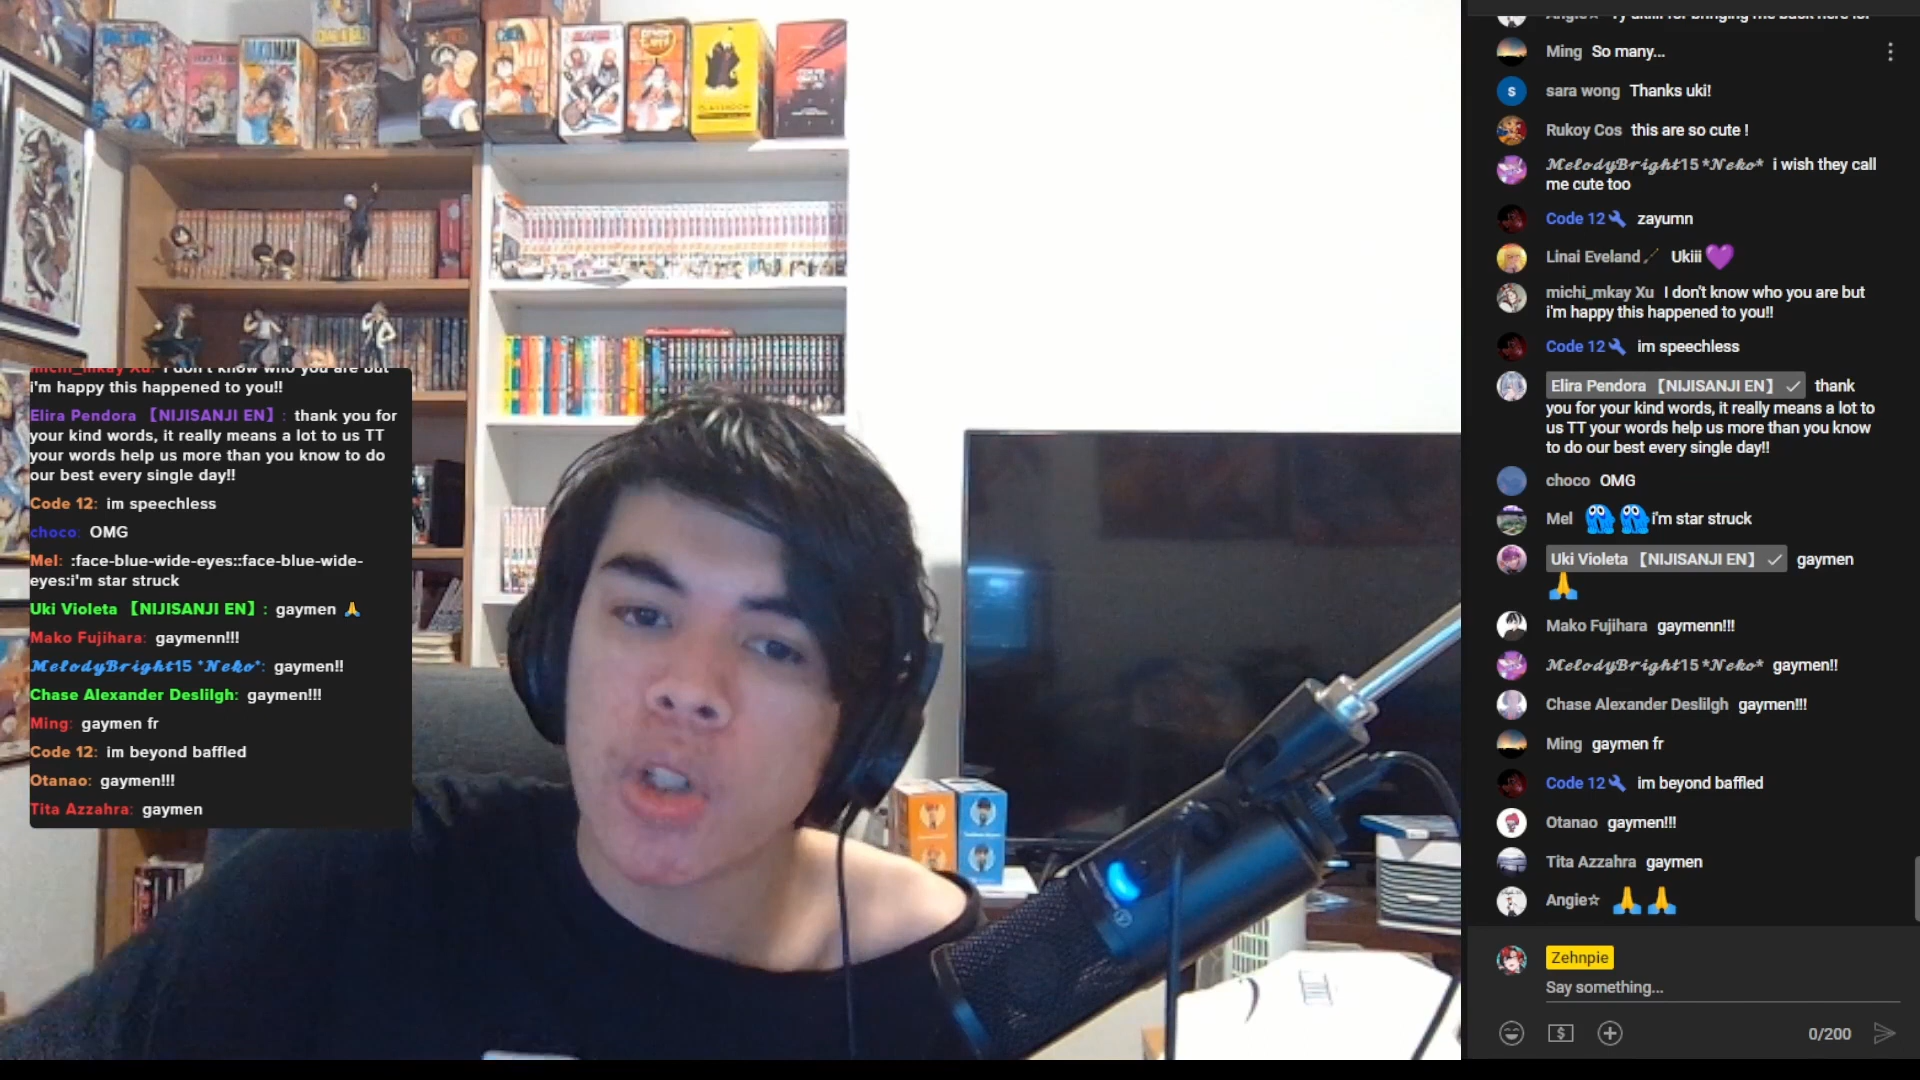 michi_mkay Xu: I don't know who you are but
i'm happy this happened to you!!
Elira Pendora 【NIJISANJI EN】: thank you for
your kind words, it really means a lot to us TT
your words help us more than you know to do
our best every single day!!
Code 12: im speechless
choco: OMG
Mel: :face-blue-wide-eyes::face-blue-wide-
eyes:i'm star struck
Uki Violeta 【NIJISANJI EN】: gaymen 🙏
Mako Fujihara: gaymenn!!!
𝓜𝓮𝓵𝓸𝓭𝔂𝓑𝓻𝓲𝓰𝓱𝓽15 *𝓝𝓮𝓴𝓸*: gaymen!!
Chase Alexander Deslilgh: gaymen!!!
Ming: gaymen fr
Code 12: im beyond baffled
Otanao: gaymen!!!
Tita Azzahra: gaymen
Ming So many...
s
sara wong Thanks uki!
Rukoy Cos this are so cute !
𝓜𝓮𝓵𝓸𝓭𝔂𝓑𝓻𝓲𝓰𝓱𝓽15 *𝓝𝓮𝓴𝓸* i wish they call
me cute too
Code 12 zayumn
Linai Eveland Ukiii 💜
michi_mkay Xu I don't know who you are but
i'm happy this happened to you!!
Code 12 im speechless
Elira Pendora 【NIJISANJI EN】 thank
you for your kind words, it really means a lot to
us TT your words help us more than you know
to do our best every single day!!
choco OMG
Mel i'm star struck
Uki Violeta 【NIJISANJI EN】 gaymen
🙏
Mako Fujihara gaymenn!!!
𝓜𝓮𝓵𝓸𝓭𝔂𝓑𝓻𝓲𝓰𝓱𝓽15 *𝓝𝓮𝓴𝓸* gaymen!!
Chase Alexander Deslilgh gaymen!!!
Ming gaymen fr
Code 12 im beyond baffled
Otanao gaymen!!!
Tita Azzahra gaymen
Angie☆ 🙏🙏
Zehnpie
Say something...
0/200